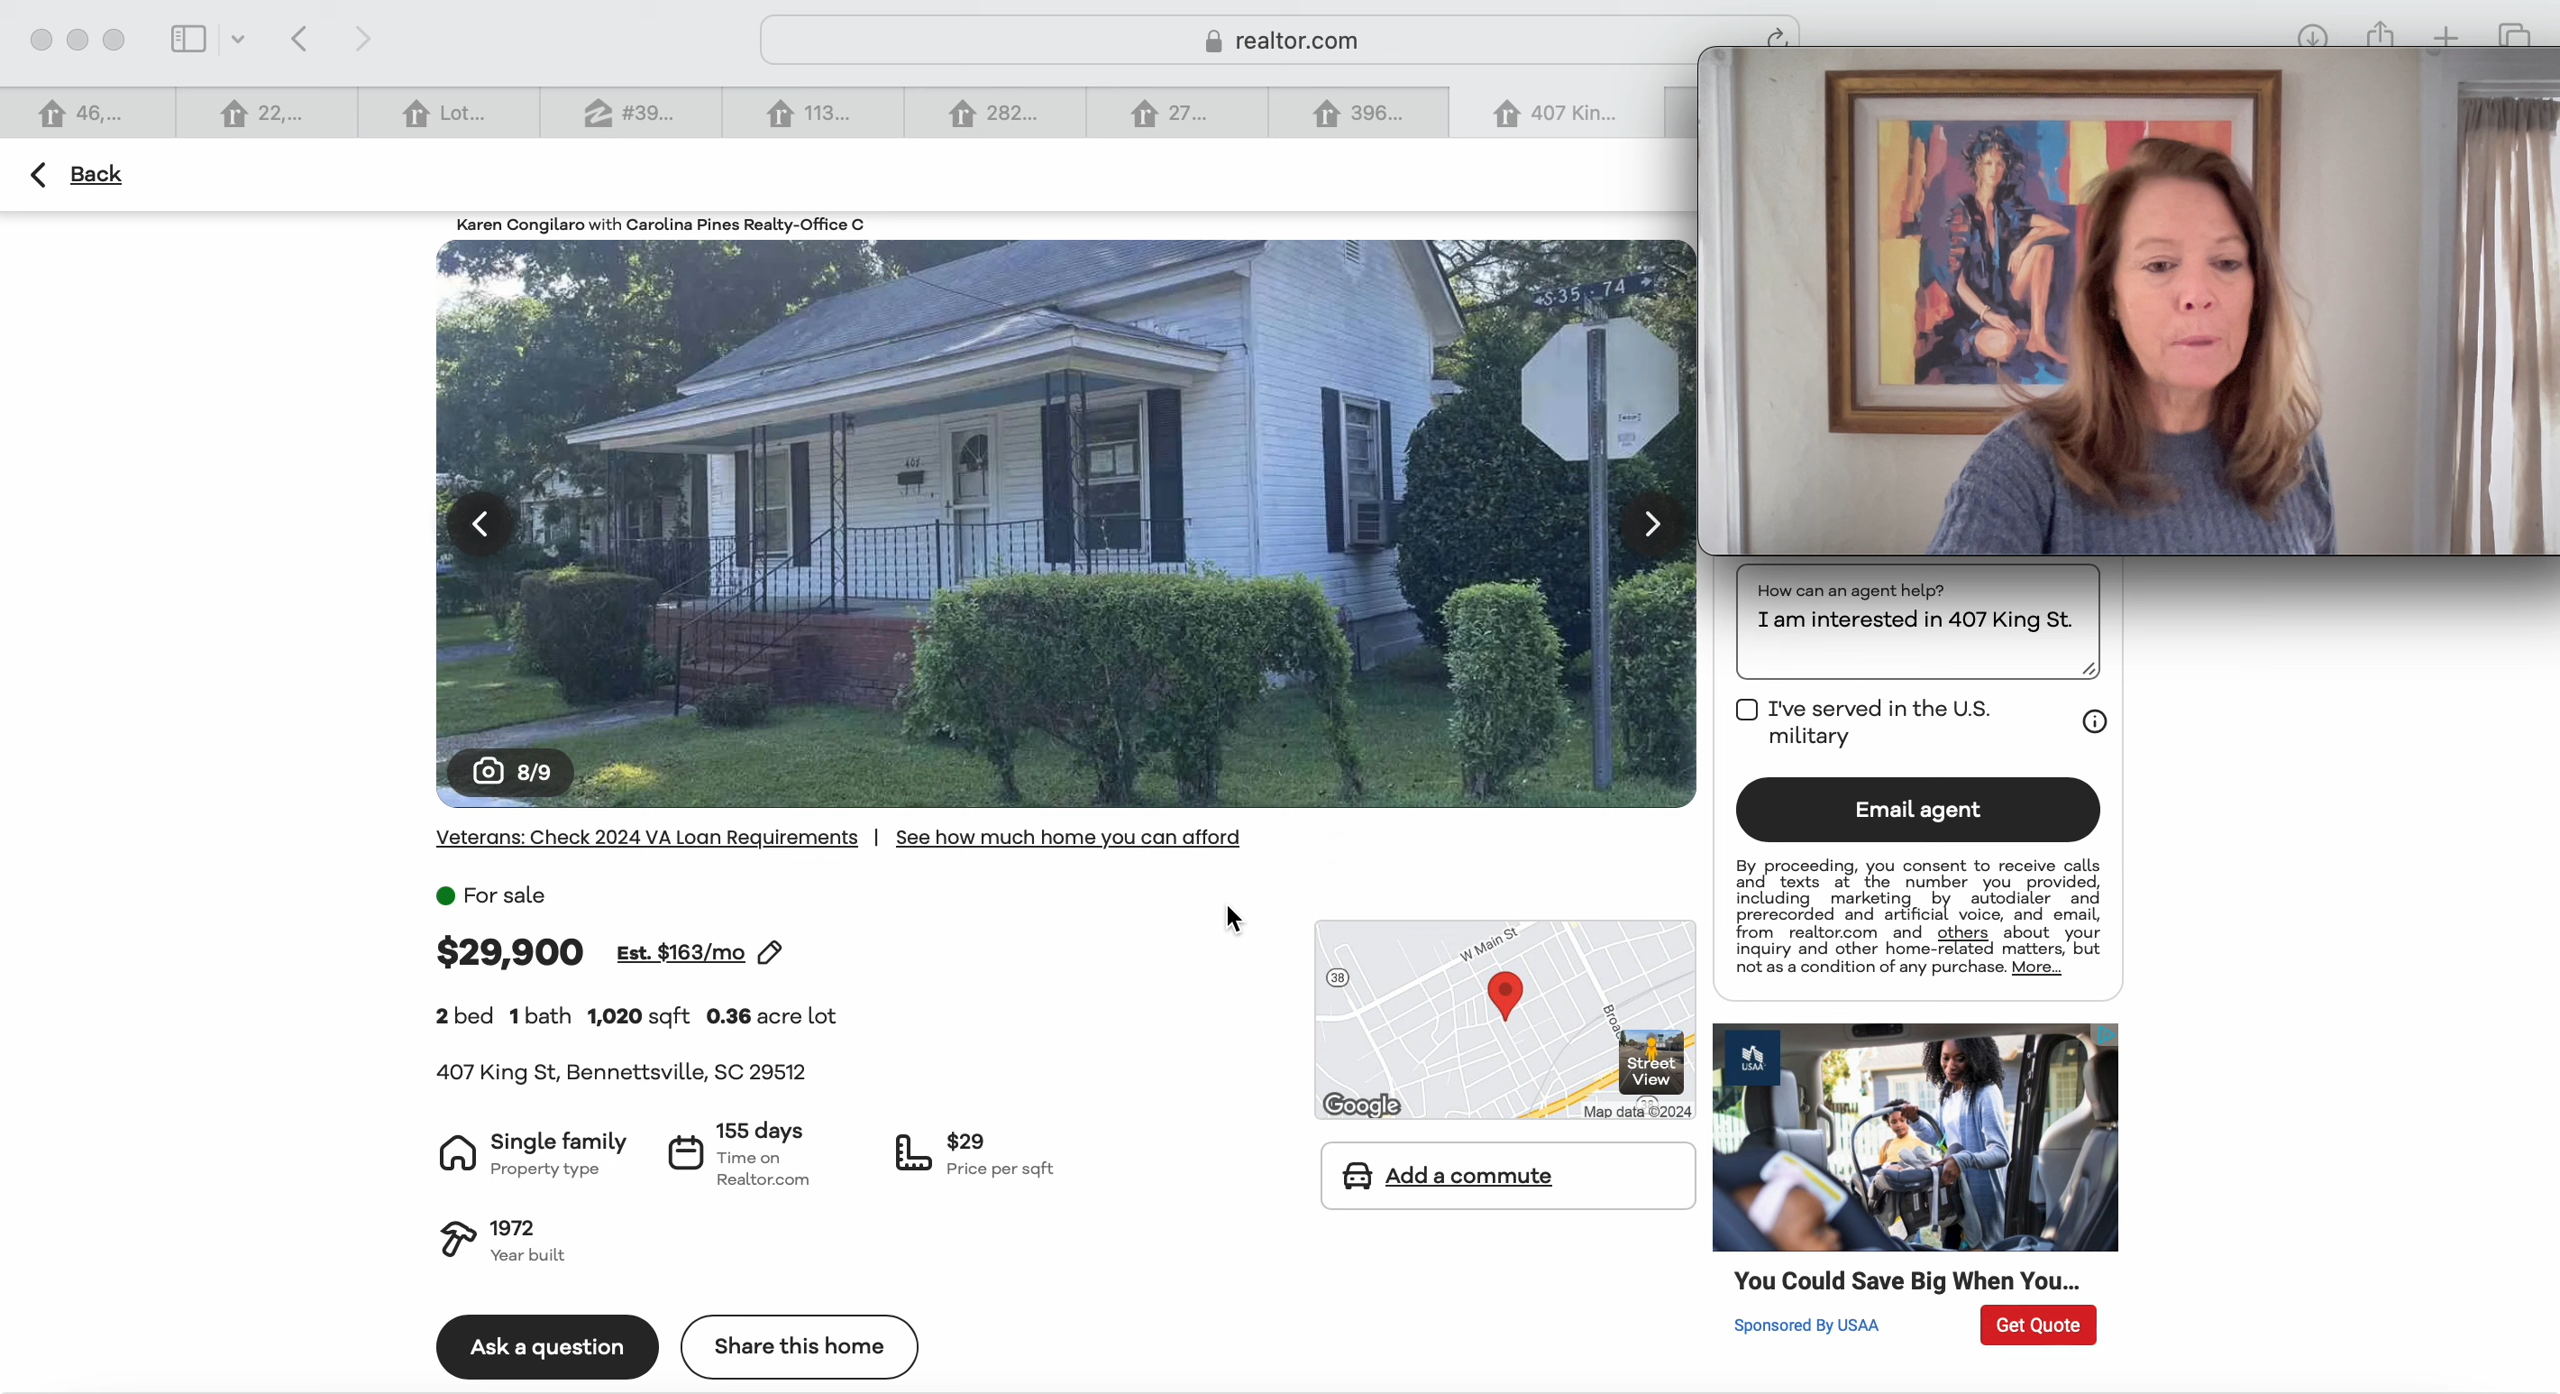 realtor.com
46,...
22,...
Lot...
#39...
113...
282...
27...
396...
407 Kin...
Back
Karen Congilaro with Carolina Pines Realty-Office C
S-35-74
407
8/9
Veterans: Check 2024 VA Loan Requirements | See how much home you can afford
For sale
$29,900 Est. $163/mo
2 bed 1 bath 1,020 sqft 0.36 acre lot
407 King St, Bennettsville, SC 29512
Single family
Property type
155 days
Time on
Realtor.com
$29
Price per sqft
1972
Year built
Ask a question
Share this home
W Main St
38
Broa
Street
View
38
Google
Map data ©2024
Add a commute
How can an agent help?
I am interested in 407 King St.
I've served in the U.S.
military
Email agent
By proceeding, you consent to receive calls
and texts at the number you provided,
including marketing by autodialer and
prerecorded and artificial voice, and email,
from realtor.com and others about your
inquiry and other home-related matters, but
not as a condition of any purchase. More...
USAA
You Could Save Big When You...
Sponsored By USAA
Get Quote